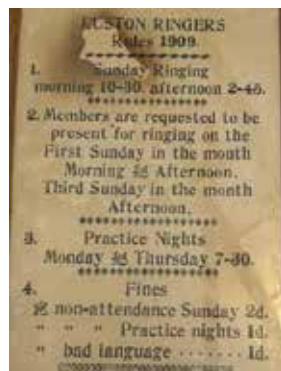 RUSTON RINGERS
Rules 1909.
1. Sunday Ringing
morning 10-30. afternoon 2-45.
2. Members are requested to be
present for ringing on the
First Sunday in the month
Morning & Afternoon.
Third Sunday in the month
Afternoon.
3. Practice Nights
Monday & Thursday 7-30.
4. Fines
non-attendance Sunday 2d.
" " " Practice nights 1d.
" bad language ....... 1d.